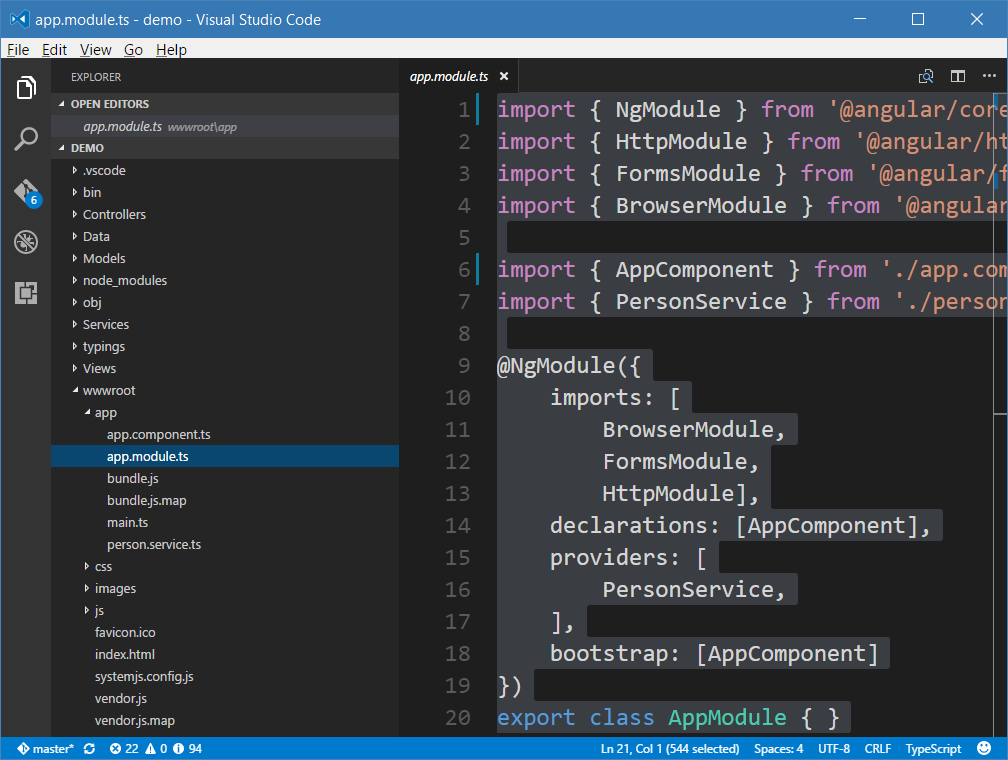 app.module.ts - demo - Visual Studio Code
File Edit View Go Help
EXPLORER
OPEN EDITORS
app.module.ts wwwroot\app
DEMO
.vscode
bin
Controllers
Data
Models
node_modules
obj
Services
typings
Views
wwwroot
app
app.component.ts
app.module.ts
bundle.js
bundle.js.map
main.ts
person.service.ts
css
images
js
favicon.ico
index.html
systemjs.config.js
vendor.js
vendor.js.map
6
app.module.ts
1 import { NgModule } from '@angular/core
2 import { HttpModule } from '@angular/ht
3 import { FormsModule } from '@angular/f
4 import { BrowserModule } from '@angular
5
6 import { AppComponent } from './app.com
7 import { PersonService } from './person
8
9 @NgModule({
10 imports: [
11 BrowserModule,
12 FormsModule,
13 HttpModule],
14 declarations: [AppComponent],
15 providers: [
16 PersonService,
17 ],
18 bootstrap: [AppComponent]
19 })
20 export class AppModule { }
master* 22 0 94 Ln 21, Col 1 (544 selected) Spaces: 4 UTF-8 CRLF TypeScript